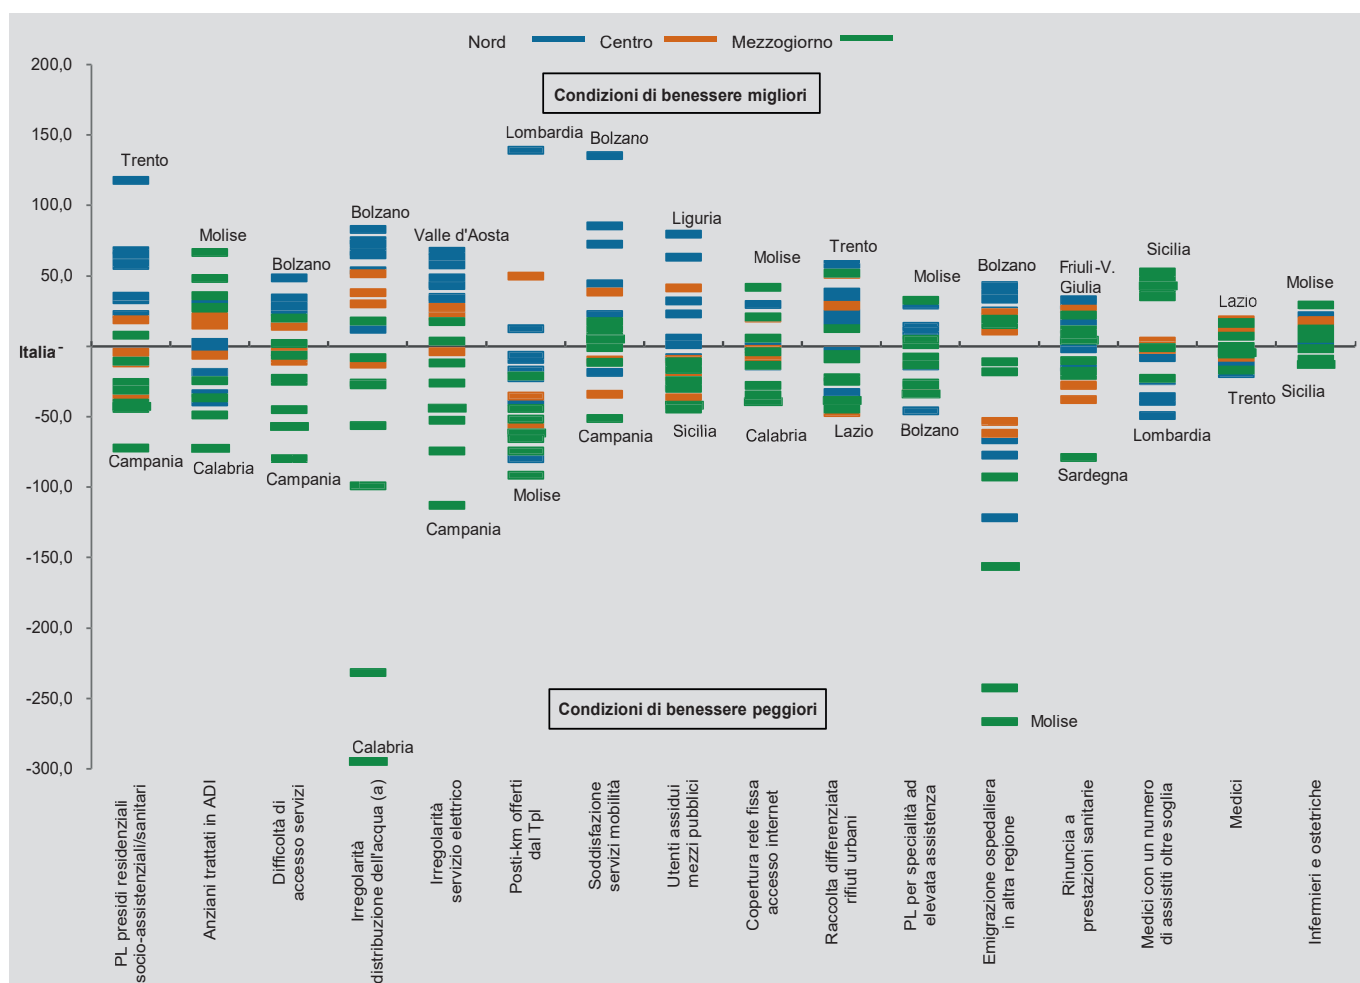 Nord Centro Mezzogiorno
200,0
150,0
100,0
50,0
Italia
-50,0
-100,0
-150,0
-200,0
-250,0
-300,0
Condizioni di benessere migliori
Condizioni di benessere peggiori
Trento
Campania
Molise
Calabria
Bolzano
Campania
Bolzano
Calabria
Valle d'Aosta
Campania
Lombardia
Molise
Bolzano
Campania
Liguria
Sicilia
Molise
Calabria
Trento
Lazio
Molise
Bolzano
Bolzano
Molise
Friuli-V.
Giulia
Sardegna
Sicilia
Lombardia
Lazio
Trento
Molise
Sicilia
PL presidi residenziali
socio-assistenziali/sanitari
Anziani trattati in ADI
Difficoltà di
accesso servizi
Irregolarità
distribuzione dell'acqua (a)
Irregolarità
servizio elettrico
Posti-km offerti
dal Tpl
Soddisfazione
servizi mobilità
Utenti assidui
mezzi pubblici
Copertura rete fissa
accesso internet
Raccolta differenziata
rifiuti urbani
PL per specialità ad
elevata assistenza
Emigrazione ospedaliera
in altra regione
Rinuncia a
prestazioni sanitarie
Medici con un numero
di assistiti oltre soglia
Medici
Infermieri e ostetriche